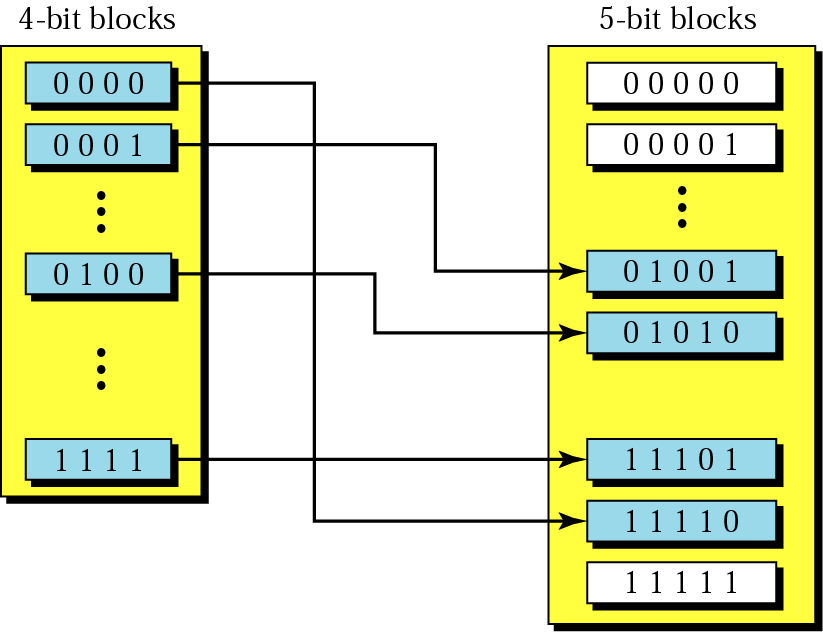 4-bit blocks
0 0 0 0
0 0 0 1
0 1 0 0
1 1 1 1
5-bit blocks
0 0 0 0 0
0 0 0 0 1
0 1 0 0 1
0 1 0 1 0
1 1 1 0 1
1 1 1 1 0
1 1 1 1 1